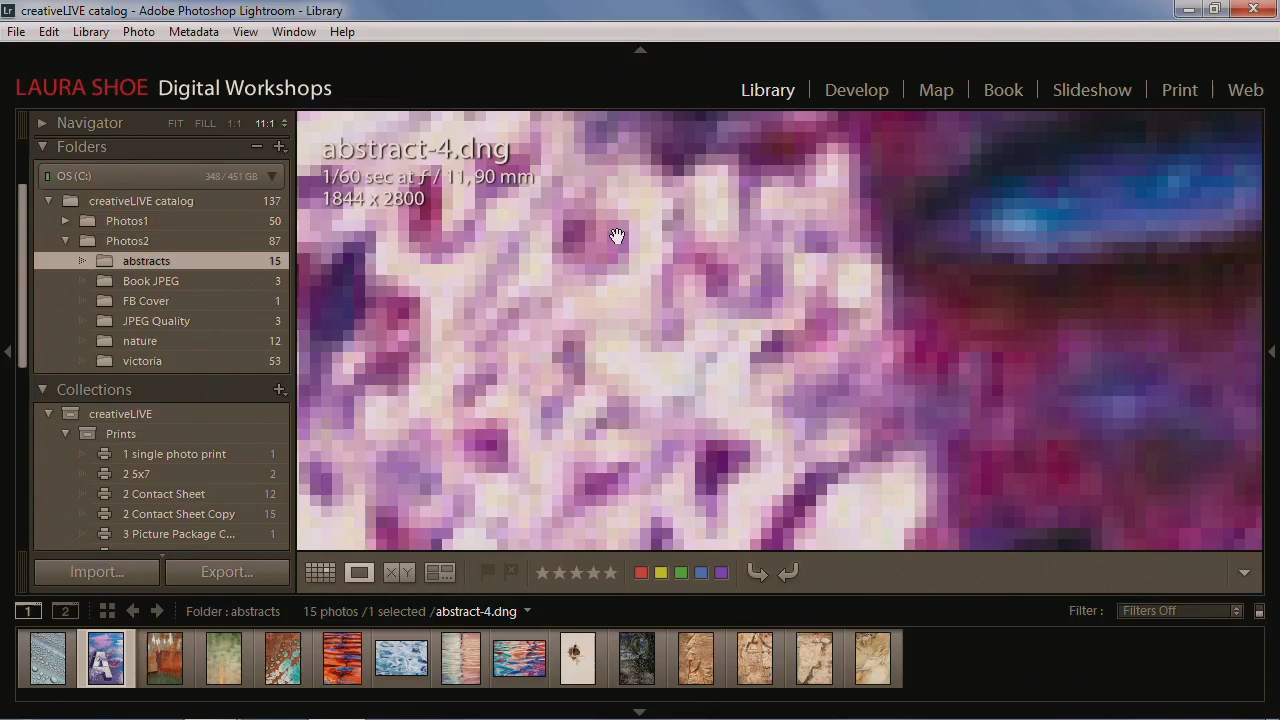 Lr creativeLIVE catalog - Adobe Photoshop Lightroom - Library
File Edit Library Photo Metadata View Window Help
LAURA SHOE Digital Workshops
Library Develop Map Book Slideshow Print Web
Navigator FIT FILL 1:1 11:1
Folders
OS (C:) 348 / 451 GB
creativeLIVE catalog 137
Photos1 50
Photos2 87
abstracts 15
Book JPEG 3
FB Cover 1
JPEG Quality 3
nature 12
victoria 53
Collections
creativeLIVE
Prints
1 single photo print 1
2 5x7 2
2 Contact Sheet 12
2 Contact Sheet Copy 15
3 Picture Package C... 1
Import... Export...
abstract-4.dng
1/60 sec at ƒ / 11, 90 mm
1844 x 2800
X Y
1 2 Folder : abstracts 15 photos / 1 selected / abstract-4.dng Filter : Filters Off
A